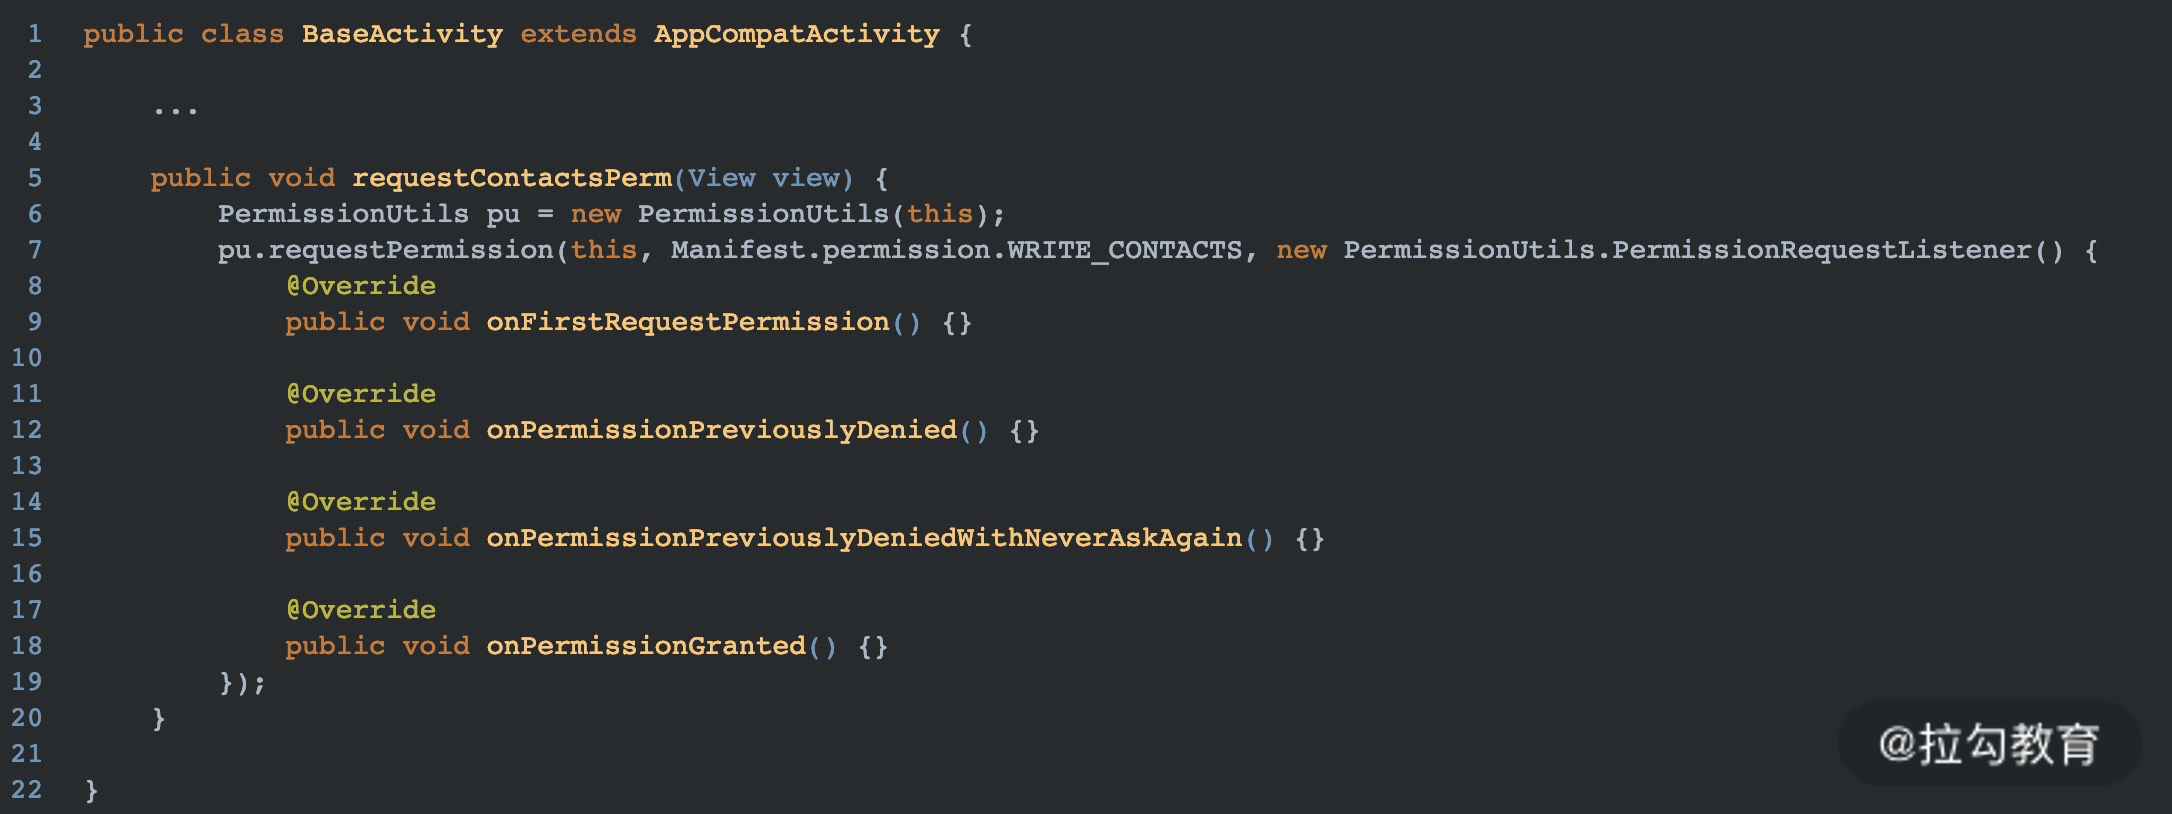 1 public class BaseActivity extends AppCompatActivity {
2
3     ...
4
5     public void requestContactsPerm(View view) {
6         PermissionUtils pu = new PermissionUtils(this);
7         pu.requestPermission(this, Manifest.permission.WRITE_CONTACTS, new PermissionUtils.PermissionRequestListener() {
8             @Override
9             public void onFirstRequestPermission() {}
10
11             @Override
12             public void onPermissionPreviouslyDenied() {}
13
14             @Override
15             public void onPermissionPreviouslyDeniedWithNeverAskAgain() {}
16
17             @Override
18             public void onPermissionGranted() {}
19         });
20     }
21
22 }
@拉勾教育